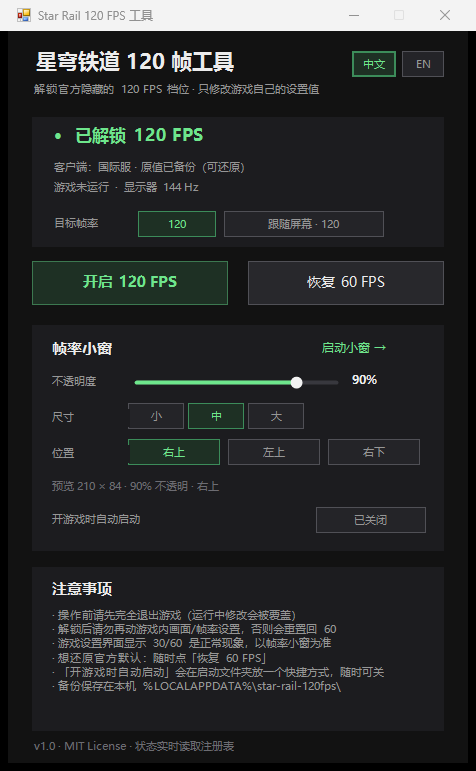 Star Rail 120 FPS 工具
星穹铁道 120 帧工具
中文 EN
解锁官方隐藏的 120 FPS 档位 · 只修改游戏自己的设置值
• 已解锁 120 FPS
客户端：国际服 · 原值已备份（可还原）
游戏未运行 · 显示器 144 Hz
目标帧率 120 跟随屏幕 · 120
开启 120 FPS 恢复 60 FPS
帧率小窗 启动小窗 →
不透明度 90%
尺寸 小 中 大
位置 右上 左上 右下
预览 210 × 84 · 90% 不透明 · 右上
开游戏时自动启动 已关闭
注意事项
· 操作前请先完全退出游戏（运行中修改会被覆盖）
· 解锁后请勿再动游戏内画面/帧率设置，否则会重置回 60
· 游戏设置界面显示 30/60 是正常现象，以帧率小窗为准
· 想还原官方默认：随时点「恢复 60 FPS」
· 「开游戏时自动启动」会在启动文件夹放一个快捷方式，随时可关
· 备份保存在本机 %LOCALAPPDATA%\star-rail-120fps\
v1.0 · MIT License · 状态实时读取注册表